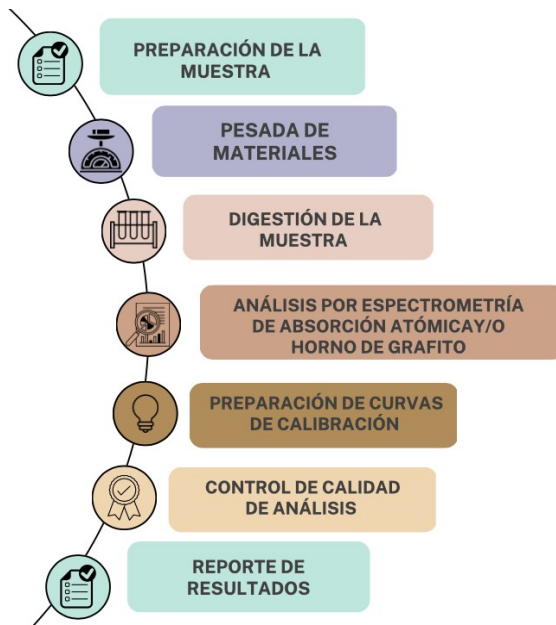 PREPARACIÓN DE LA
MUESTRA
PESADA DE
MATERIALES
DIGESTIÓN DE LA
MUESTRA
ANÁLISIS POR ESPECTROMETRÍA
DE ABSORCIÓN ATÓMICAY/O
HORNO DE GRAFITO
PREPARACIÓN DE CURVAS
DE CALIBRACIÓN
CONTROL DE CALIDAD
DE ANÁLISIS
REPORTE DE
RESULTADOS